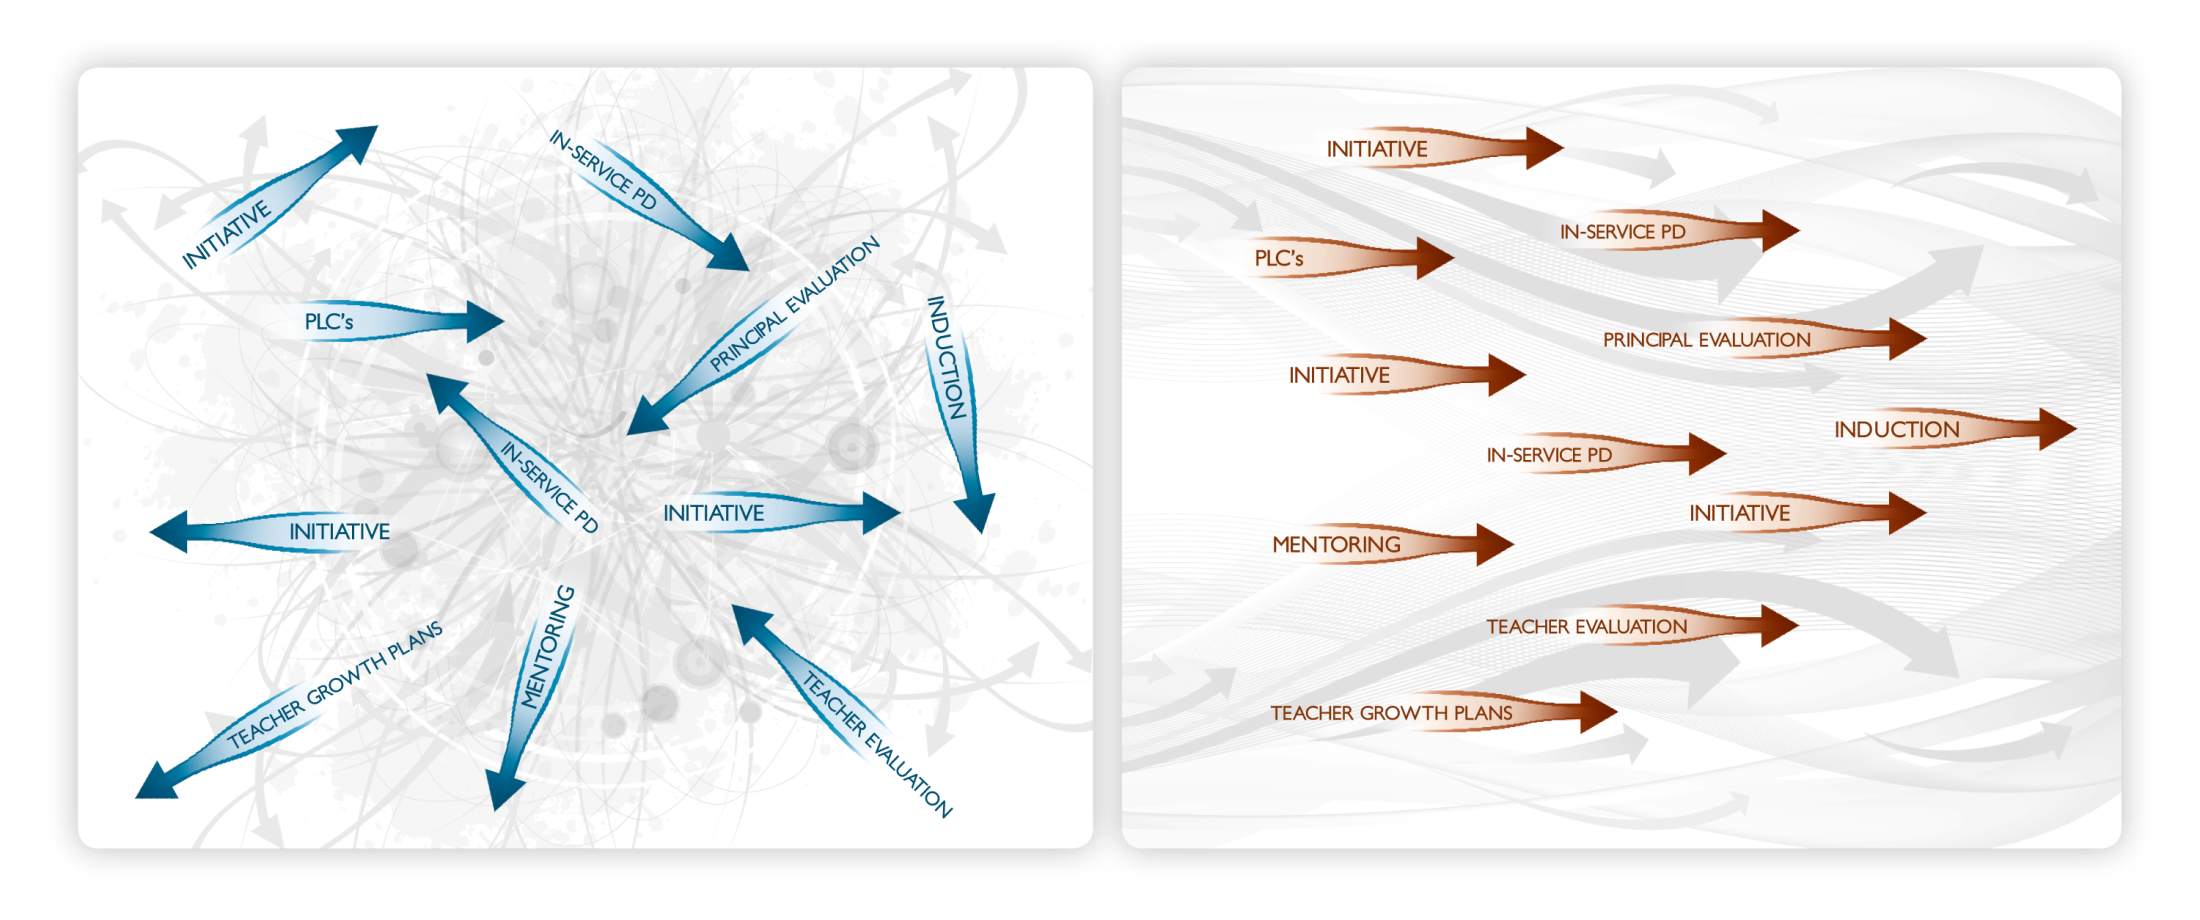 INITIATIVE
IN-SERVICE PD
PLC's
PRINCIPAL EVALUATION
INDUCTION
IN-SERVICE PD
INITIATIVE
INITIATIVE
MENTORING
TEACHER GROWTH PLANS
TEACHER EVALUATION
INITIATIVE
IN-SERVICE PD
PLC's
PRINCIPAL EVALUATION
INITIATIVE
INDUCTION
IN-SERVICE PD
INITIATIVE
MENTORING
TEACHER EVALUATION
TEACHER GROWTH PLANS